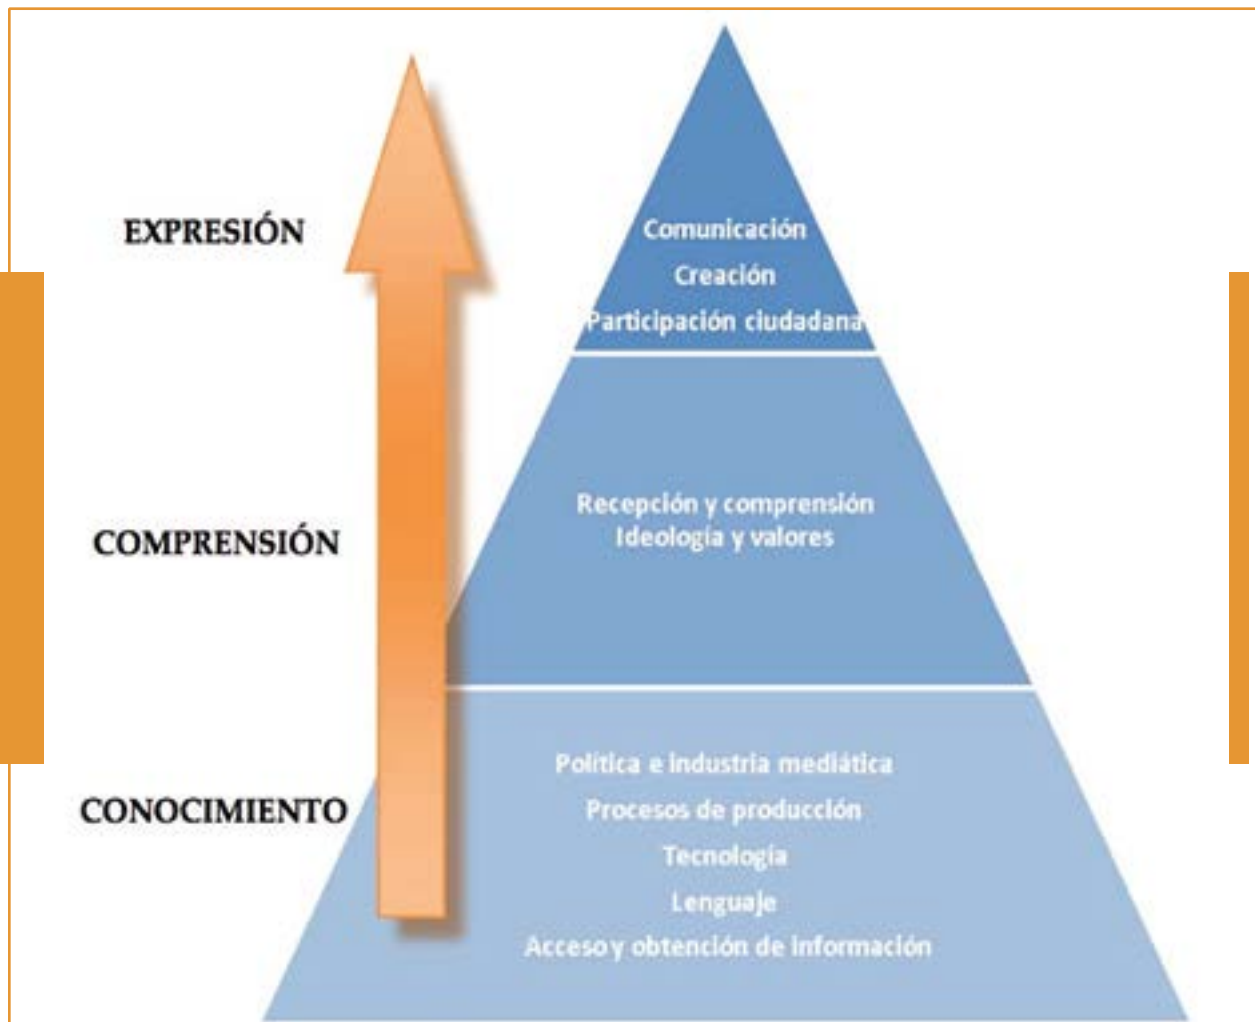 EXPRESIÓN
Comunicación
Creación
Participación ciudadana
COMPRENSIÓN
Recepción y comprensión
Ideología y valores
CONOCIMIENTO
Política e industria mediática
Procesos de producción
Tecnología
Lenguaje
Acceso y obtención de información